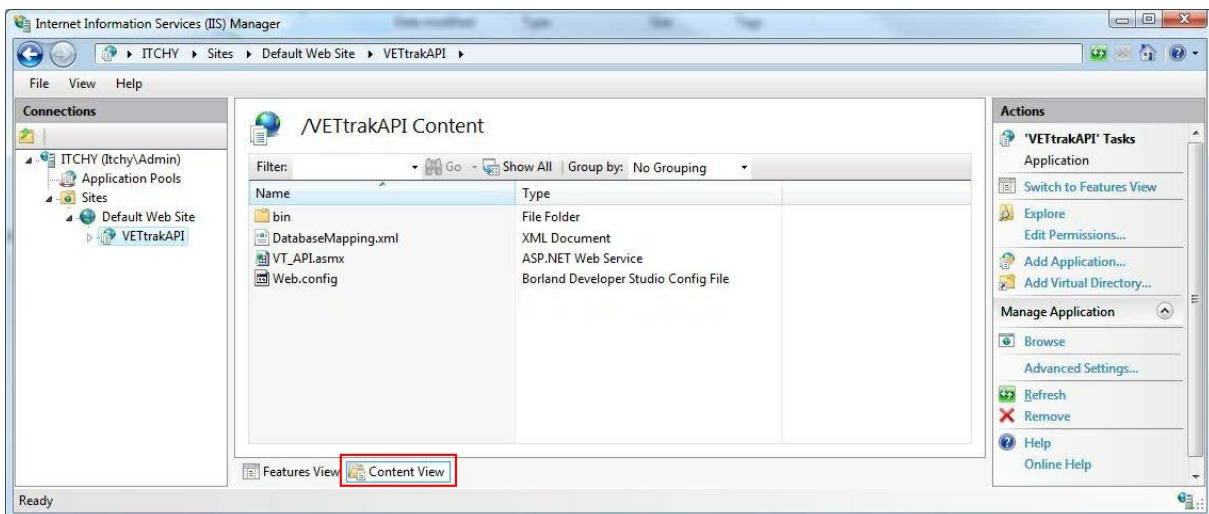 Internet Information Services (IIS) Manager
ITCHY Sites Default Web Site VETtrakAPI
File View Help
Connections
ITCHY (Itchy\Admin)
Application Pools
Sites
Default Web Site
VETtrakAPI
/VETtrakAPI Content
Filter: Go Show All Group by: No Grouping
Name Type
bin File Folder
DatabaseMapping.xml XML Document
VT_API.asmx ASP.NET Web Service
Web.config Borland Developer Studio Config File
Features View Content View
Actions
'VETtrakAPI' Tasks
Application
Switch to Features View
Explore
Edit Permissions...
Add Application...
Add Virtual Directory...
Manage Application
Browse
Advanced Settings...
Refresh
Remove
Help
Online Help
Ready